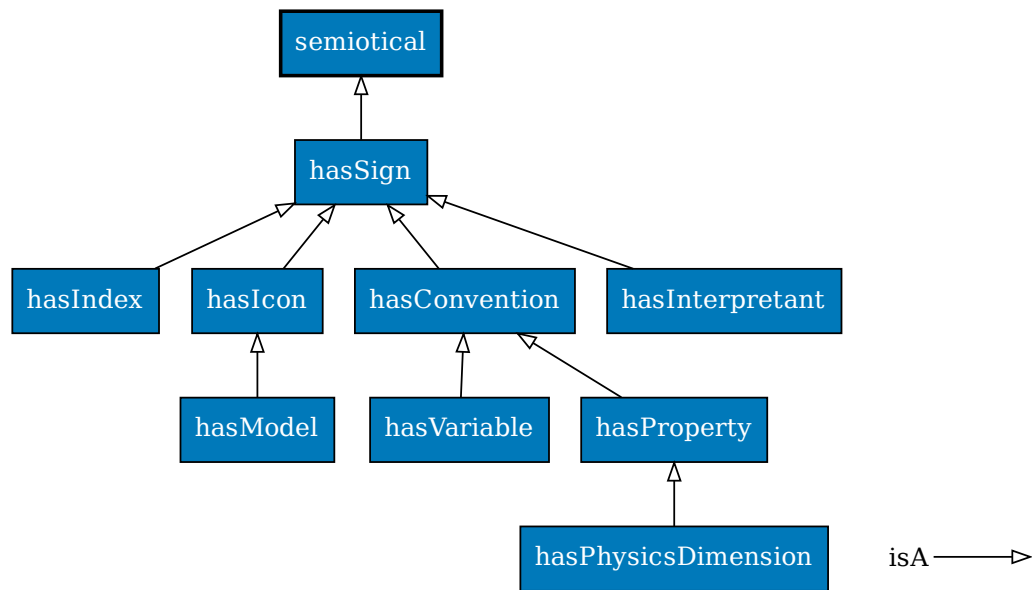 semiotical
hasSign
hasIndex
hasIcon
hasConvention
hasInterpretant
hasModel
hasVariable
hasProperty
hasPhysicsDimension
isA